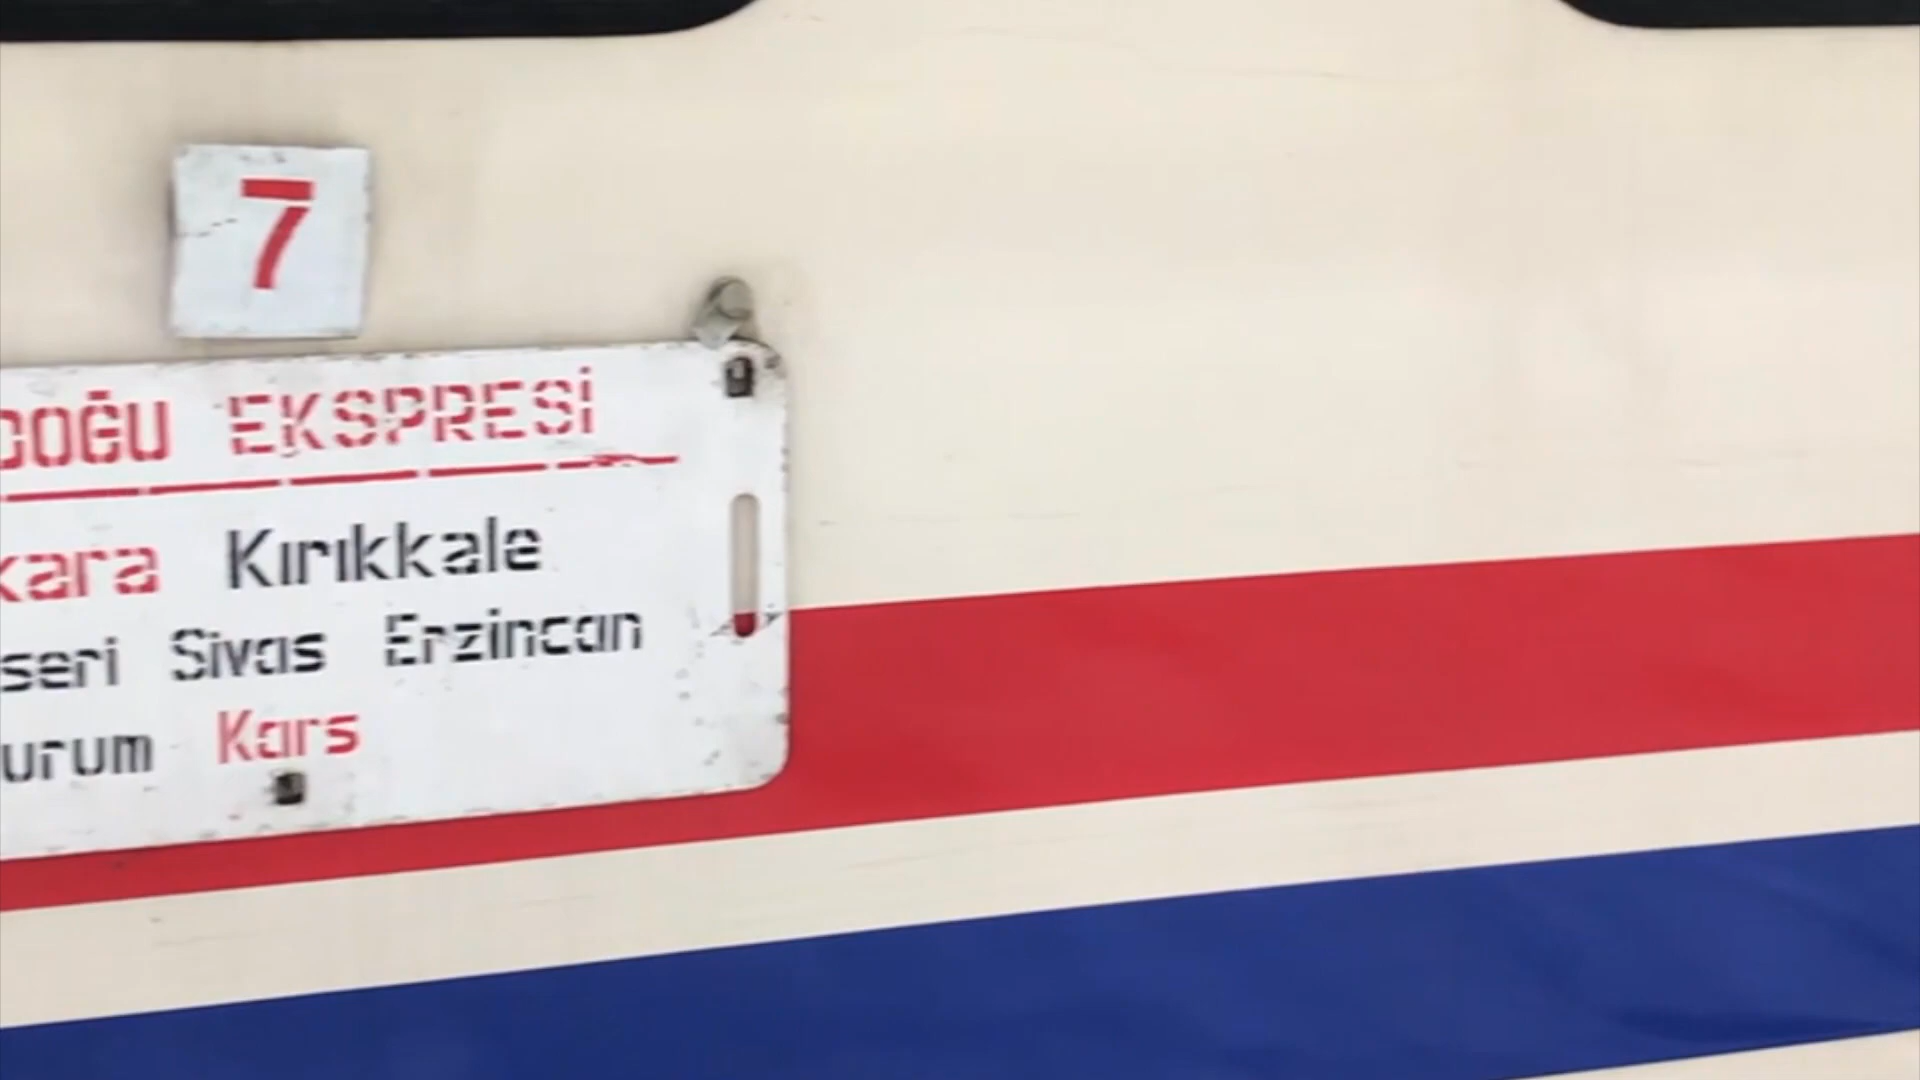 7
DOĞU EKSPRESİ
kara Kırıkkale
seri Sivas Erzincan
urum Kars